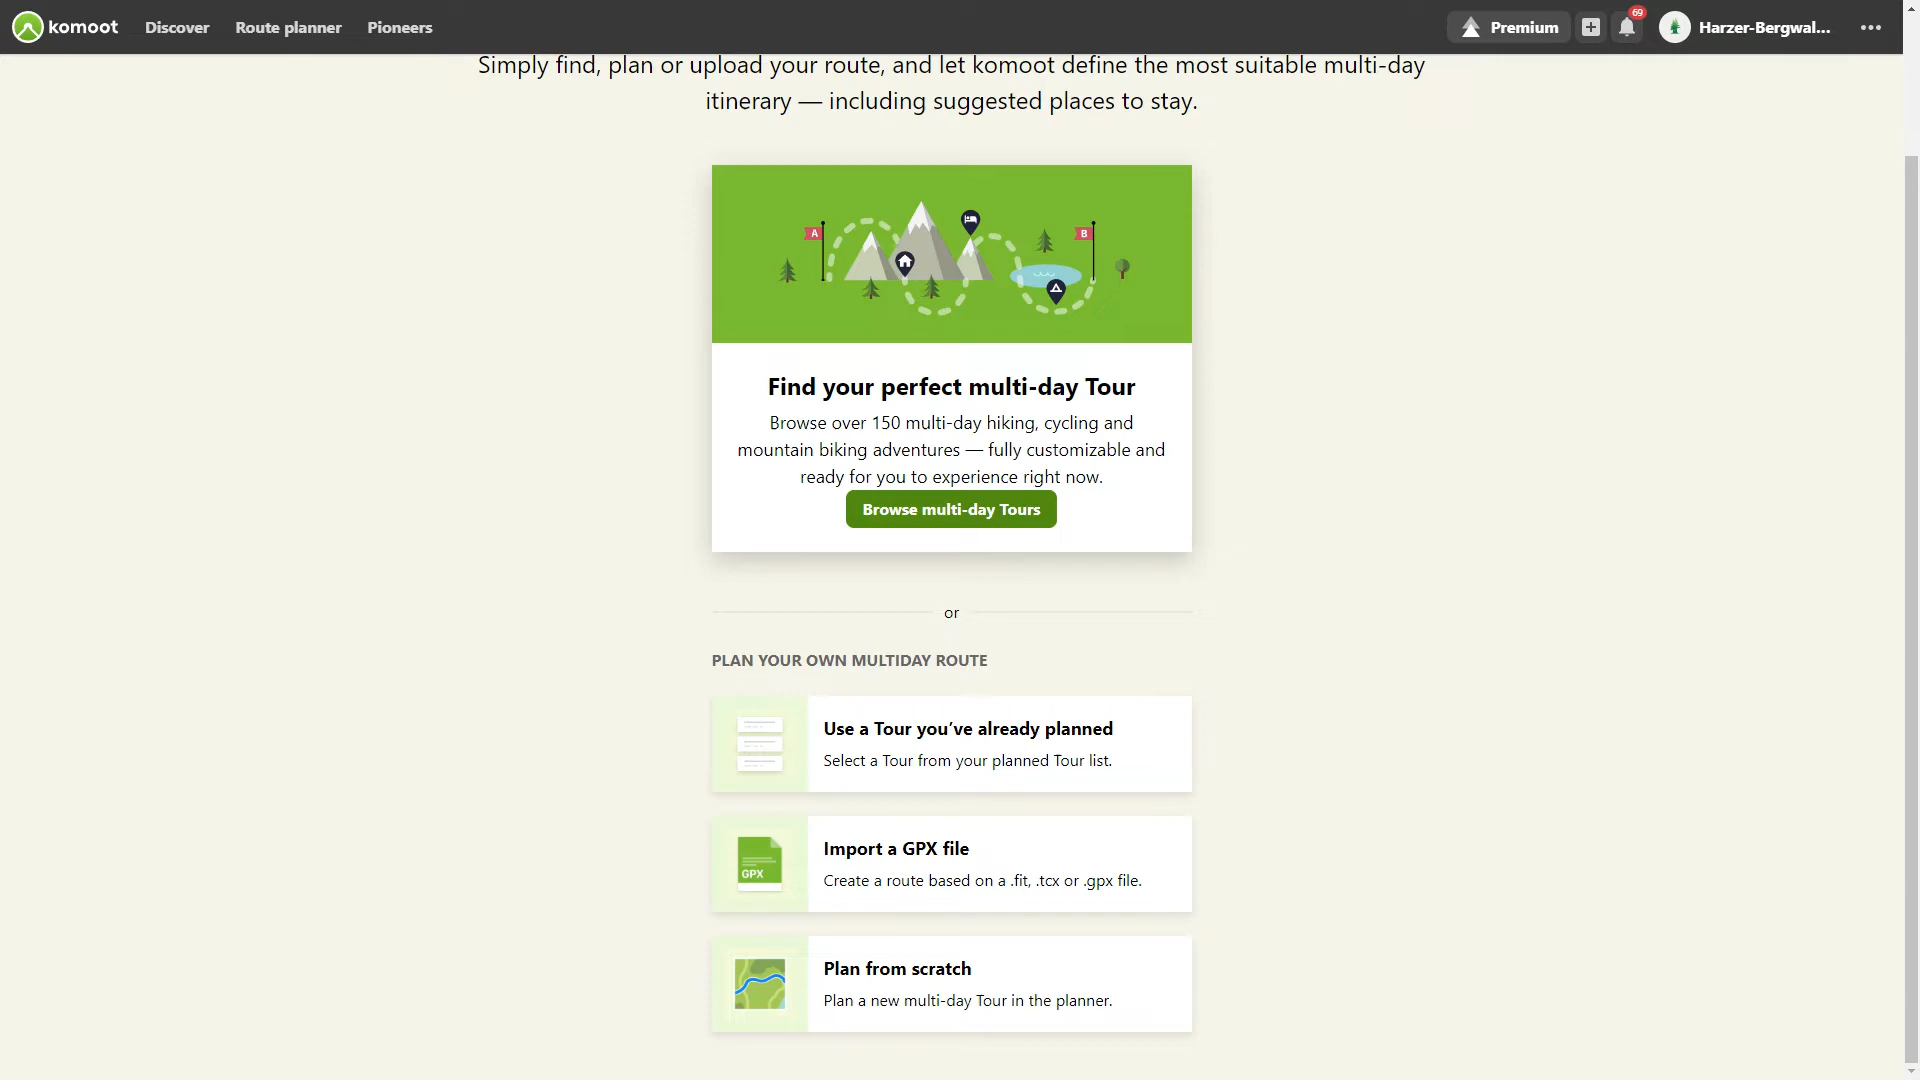 komoot
Discover
Route planner
Pioneers
Premium
69
Harzer-Bergwal...
Simply find, plan or upload your route, and let komoot define the most suitable multi-day
itinerary — including suggested places to stay.
A
B
Find your perfect multi-day Tour
Browse over 150 multi-day hiking, cycling and
mountain biking adventures — fully customizable and
ready for you to experience right now.
Browse multi-day Tours
or
PLAN YOUR OWN MULTIDAY ROUTE
Use a Tour you’ve already planned
Select a Tour from your planned Tour list.
GPX
Import a GPX file
Create a route based on a .fit, .tcx or .gpx file.
Plan from scratch
Plan a new multi-day Tour in the planner.